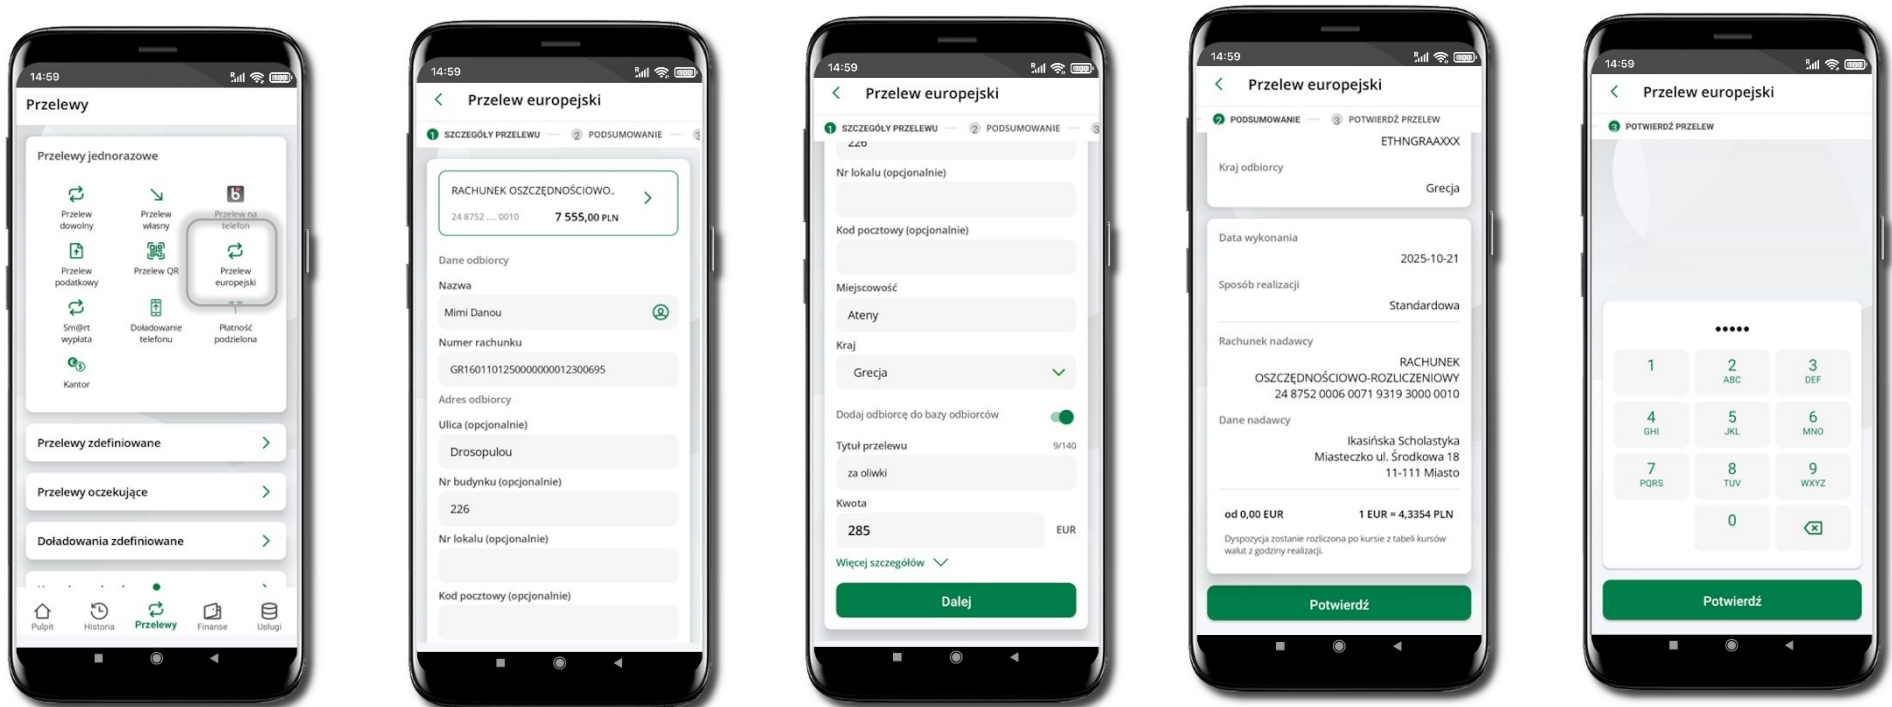 14:59
Przelewy
Przelewy jednorazowe
Przelew
dowolny
Przelew
własny
Przelew na
telefon
Przelew
podatkowy
Przelew QR
Przelew
europejski
Sm@rt
wypłata
Doładowanie
telefonu
Płatność
podzielona
Kantor
Przelewy zdefiniowane
Przelewy oczekujące
Doładowania zdefiniowane
Pulpit
Historia
Przelewy
Finanse
Usługi
14:59
Przelew europejski
1 SZCZEGÓŁY PRZELEWU
2 PODSUMOWANIE
3
RACHUNEK OSZCZĘDNOŚCIOWO..
24 8752 .... 0010 7 555,00 PLN
Dane odbiorcy
Nazwa
Mimi Danou
Numer rachunku
GR1601101250000000012300695
Adres odbiorcy
Ulica (opcjonalnie)
Drosopulou
Nr budynku (opcjonalnie)
226
Nr lokalu (opcjonalnie)
Kod pocztowy (opcjonalnie)
14:59
Przelew europejski
1 SZCZEGÓŁY PRZELEWU
2 PODSUMOWANIE
3
226
Nr lokalu (opcjonalnie)
Kod pocztowy (opcjonalnie)
Miejscowość
Ateny
Kraj
Grecja
Dodaj odbiorcę do bazy odbiorców
Tytuł przelewu 9/140
za oliwki
Kwota
285 EUR
Więcej szczegółów
Dalej
14:59
Przelew europejski
2 PODSUMOWANIE
3 POTWIERDŹ PRZELEW
ETHNGRAAXXX
Kraj odbiorcy
Grecja
Data wykonania
2025-10-21
Sposób realizacji
Standardowa
Rachunek nadawcy
RACHUNEK
OSZCZĘDNOŚCIOWO-ROZLICZENIOWY
24 8752 0006 0071 9319 3000 0010
Dane nadawcy
Ikasińska Scholastyka
Miasteczko ul. Środkowa 18
11-111 Miasto
od 0,00 EUR 1 EUR = 4,3354 PLN
Dyspozycja zostanie rozliczona po kursie z tabeli kursów
walut z godziny realizacji.
Potwierdź
14:59
Przelew europejski
3 POTWIERDŹ PRZELEW
•••••
1
2
ABC
3
DEF
4
GHI
5
JKL
6
MNO
7
PQRS
8
TUV
9
WXYZ
0
Potwierdź